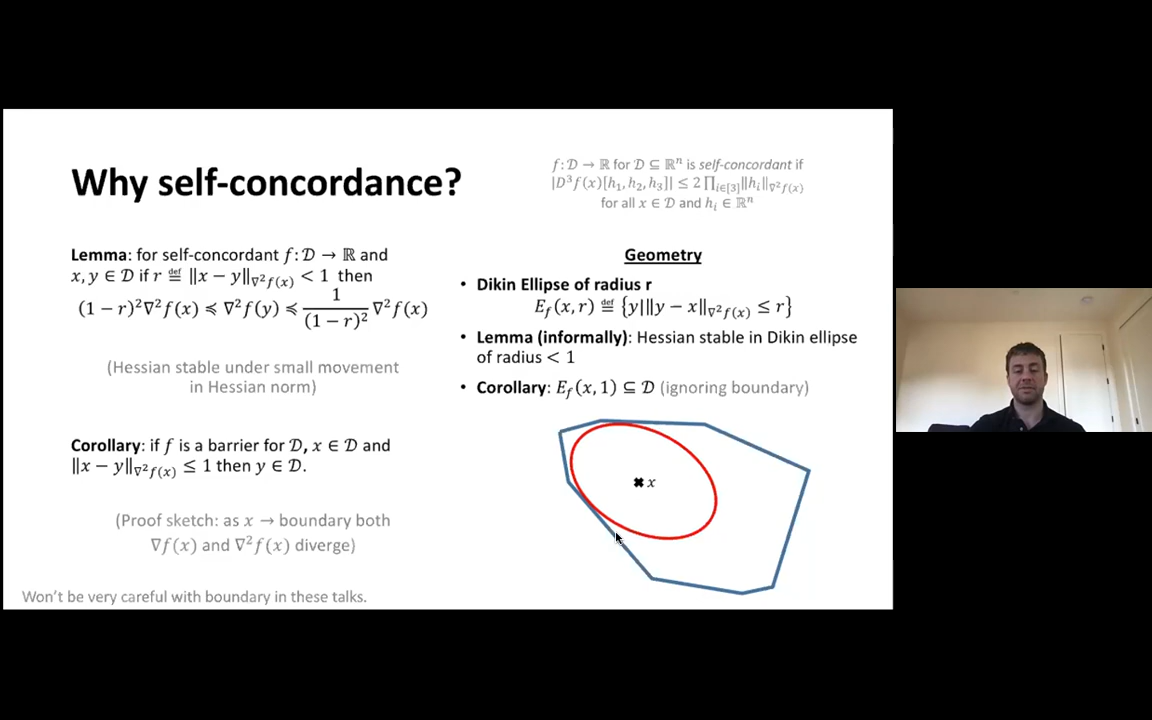 Why self-concordance?
f: 𝒟 → ℝ for 𝒟 ⊆ ℝⁿ is self-concordant if
|D³f(x)[h₁, h₂, h₃]| ≤ 2 ∏_{i∈[3]}‖hᵢ‖_{∇²f(x)}
for all x ∈ 𝒟 and hᵢ ∈ ℝⁿ
Lemma: for self-concordant f: 𝒟 → ℝ and
x, y ∈ 𝒟 if r ≝ ‖x − y‖_{∇²f(x)} < 1 then
(1 − r)²∇²f(x) ≼ ∇²f(y) ≼ 1/(1 − r)² ∇²f(x)
(Hessian stable under small movement
in Hessian norm)
Corollary: if f is a barrier for 𝒟, x ∈ 𝒟 and
‖x − y‖_{∇²f(x)} ≤ 1 then y ∈ 𝒟.
(Proof sketch: as x → boundary both
∇f(x) and ∇²f(x) diverge)
Won't be very careful with boundary in these talks.
Geometry
• Dikin Ellipse of radius r
E_f(x, r) ≝ {y|‖y − x‖_{∇²f(x)} ≤ r}
• Lemma (informally): Hessian stable in Dikin ellipse
of radius < 1
• Corollary: E_f(x, 1) ⊆ 𝒟 (ignoring boundary)
x